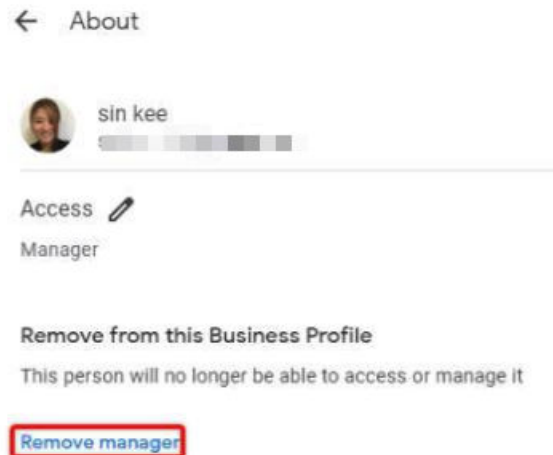 About
sin kee
Access
Manager
Remove from this Business Profile
This person will no longer be able to access or manage it
Remove manager